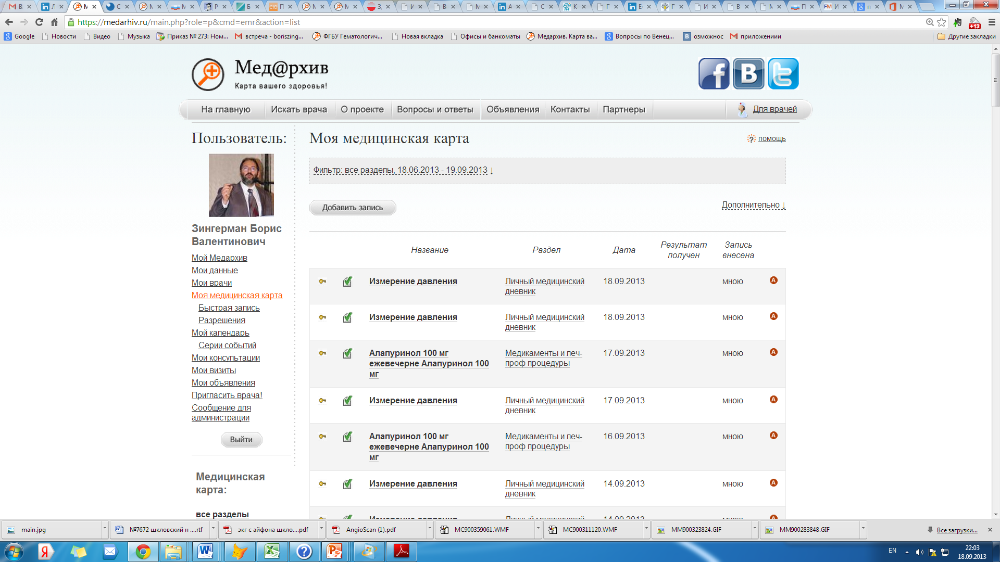 https://medarhiv.ru/main.php?role=p&cmd=emr&action=list
Google Новости Видео Музыка Приказ № 273: Ном... встреча - boriszing... ФГБУ Гематологич... Новая вкладка Офисы и банкоматы Медархив. Карта ва... Вопросы по Венец... озможнос приложениии Другие закладки
Мед@рхив
Карта вашего здоровья!
На главную Искать врача О проекте Вопросы и ответы Объявления Контакты Партнеры Для врачей
Пользователь:
Зингерман Борис
Валентинович
Мой Медархив
Мои данные
Мои врачи
Моя медицинская карта
Быстрая запись
Разрешения
Мой календарь
Серии событий
Мои консультации
Мои визиты
Мои объявления
Пригласить врача!
Сообщение для
администрации
Выйти
Медицинская
карта:
все разделы
Моя медицинская карта
помощь
Фильтр: все разделы, 18.06.2013 - 19.09.2013 ↓
Добавить запись
Дополнительно ↓
Название Раздел Дата Результат получен Запись внесена
Измерение давления Личный медицинский дневник 18.09.2013 мною
Измерение давления Личный медицинский дневник 18.09.2013 мною
Алапуринол 100 мг ежевечерне Алапуринол 100 мг Медикаменты и леч-проф процедуры 17.09.2013 мною
Измерение давления Личный медицинский дневник 17.09.2013 мною
Алапуринол 100 мг ежевечерне Алапуринол 100 мг Медикаменты и леч-проф процедуры 16.09.2013 мною
Измерение давления Личный медицинский дневник 14.09.2013 мною
Измерение давления Личный медицинский 14.09.2013 мною
main.jpg №7672 шкловский н ....rtf экг с айфона шкло....pdf AngioScan (1).pdf MC900359061.WMF MC900311120.WMF MM900323824.GIF MM900283848.GIF Все загрузки...
EN 22:03
18.09.2013